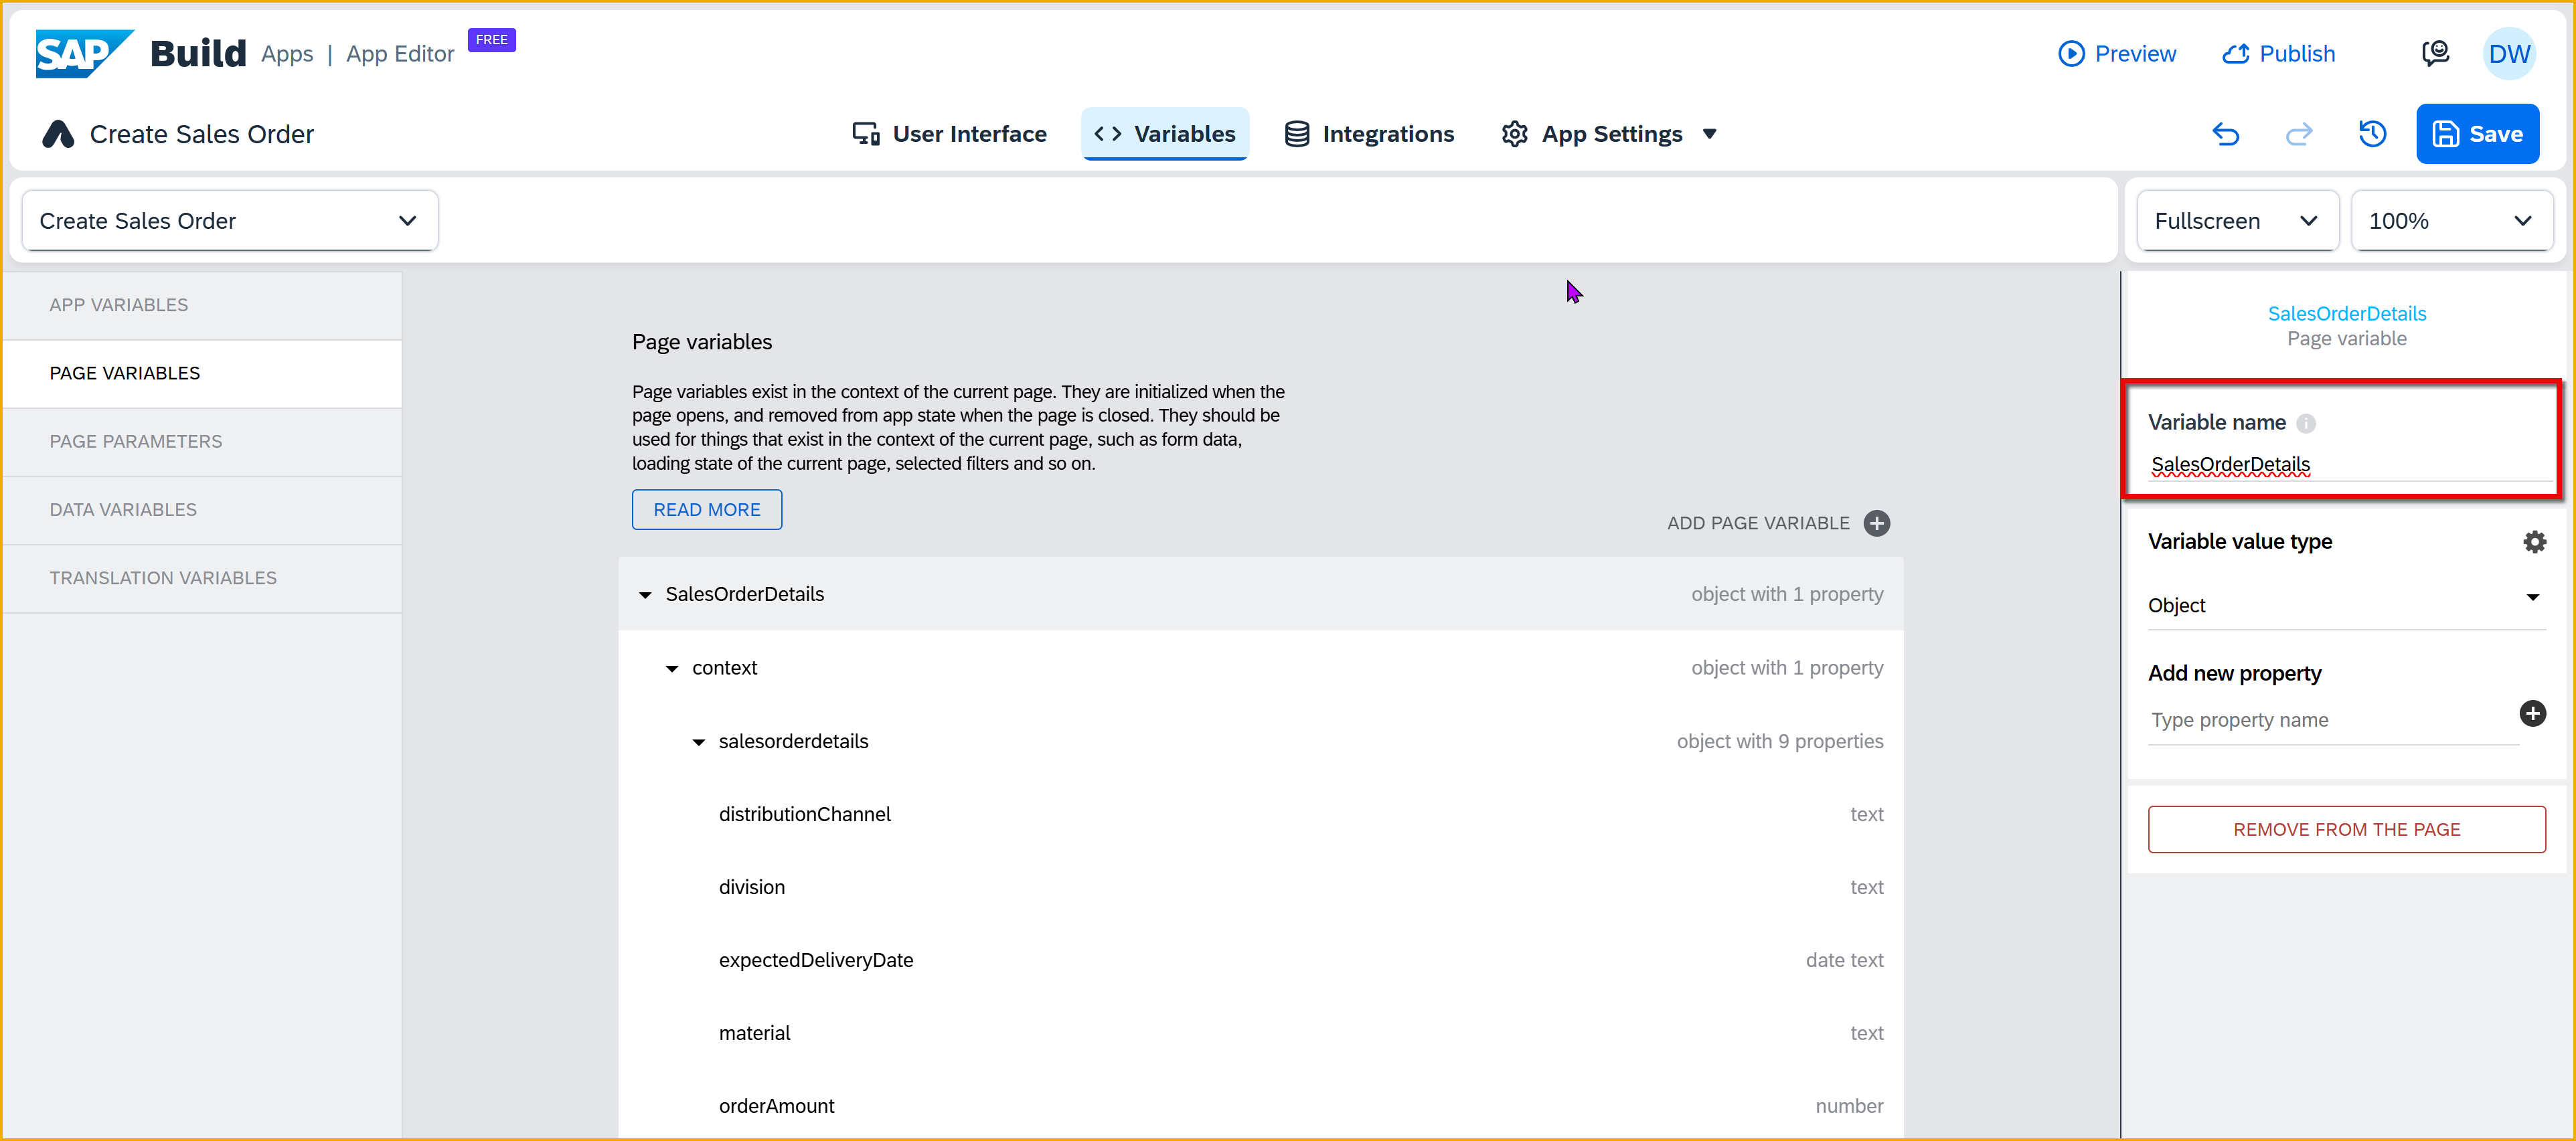 SAP Build Apps | App Editor FREE
Preview Publish DW
Create Sales Order
User Interface Variables Integrations App Settings
Save
Create Sales Order
Fullscreen 100%
APP VARIABLES
PAGE VARIABLES
PAGE PARAMETERS
DATA VARIABLES
TRANSLATION VARIABLES
Page variables
Page variables exist in the context of the current page. They are initialized when the
page opens, and removed from app state when the page is closed. They should be
used for things that exist in the context of the current page, such as form data,
loading state of the current page, selected filters and so on.
READ MORE
ADD PAGE VARIABLE
SalesOrderDetails object with 1 property
context object with 1 property
salesorderdetails object with 9 properties
distributionChannel text
division text
expectedDeliveryDate date text
material text
orderAmount number
SalesOrderDetails
Page variable
Variable name
SalesOrderDetails
Variable value type
Object
Add new property
Type property name
REMOVE FROM THE PAGE